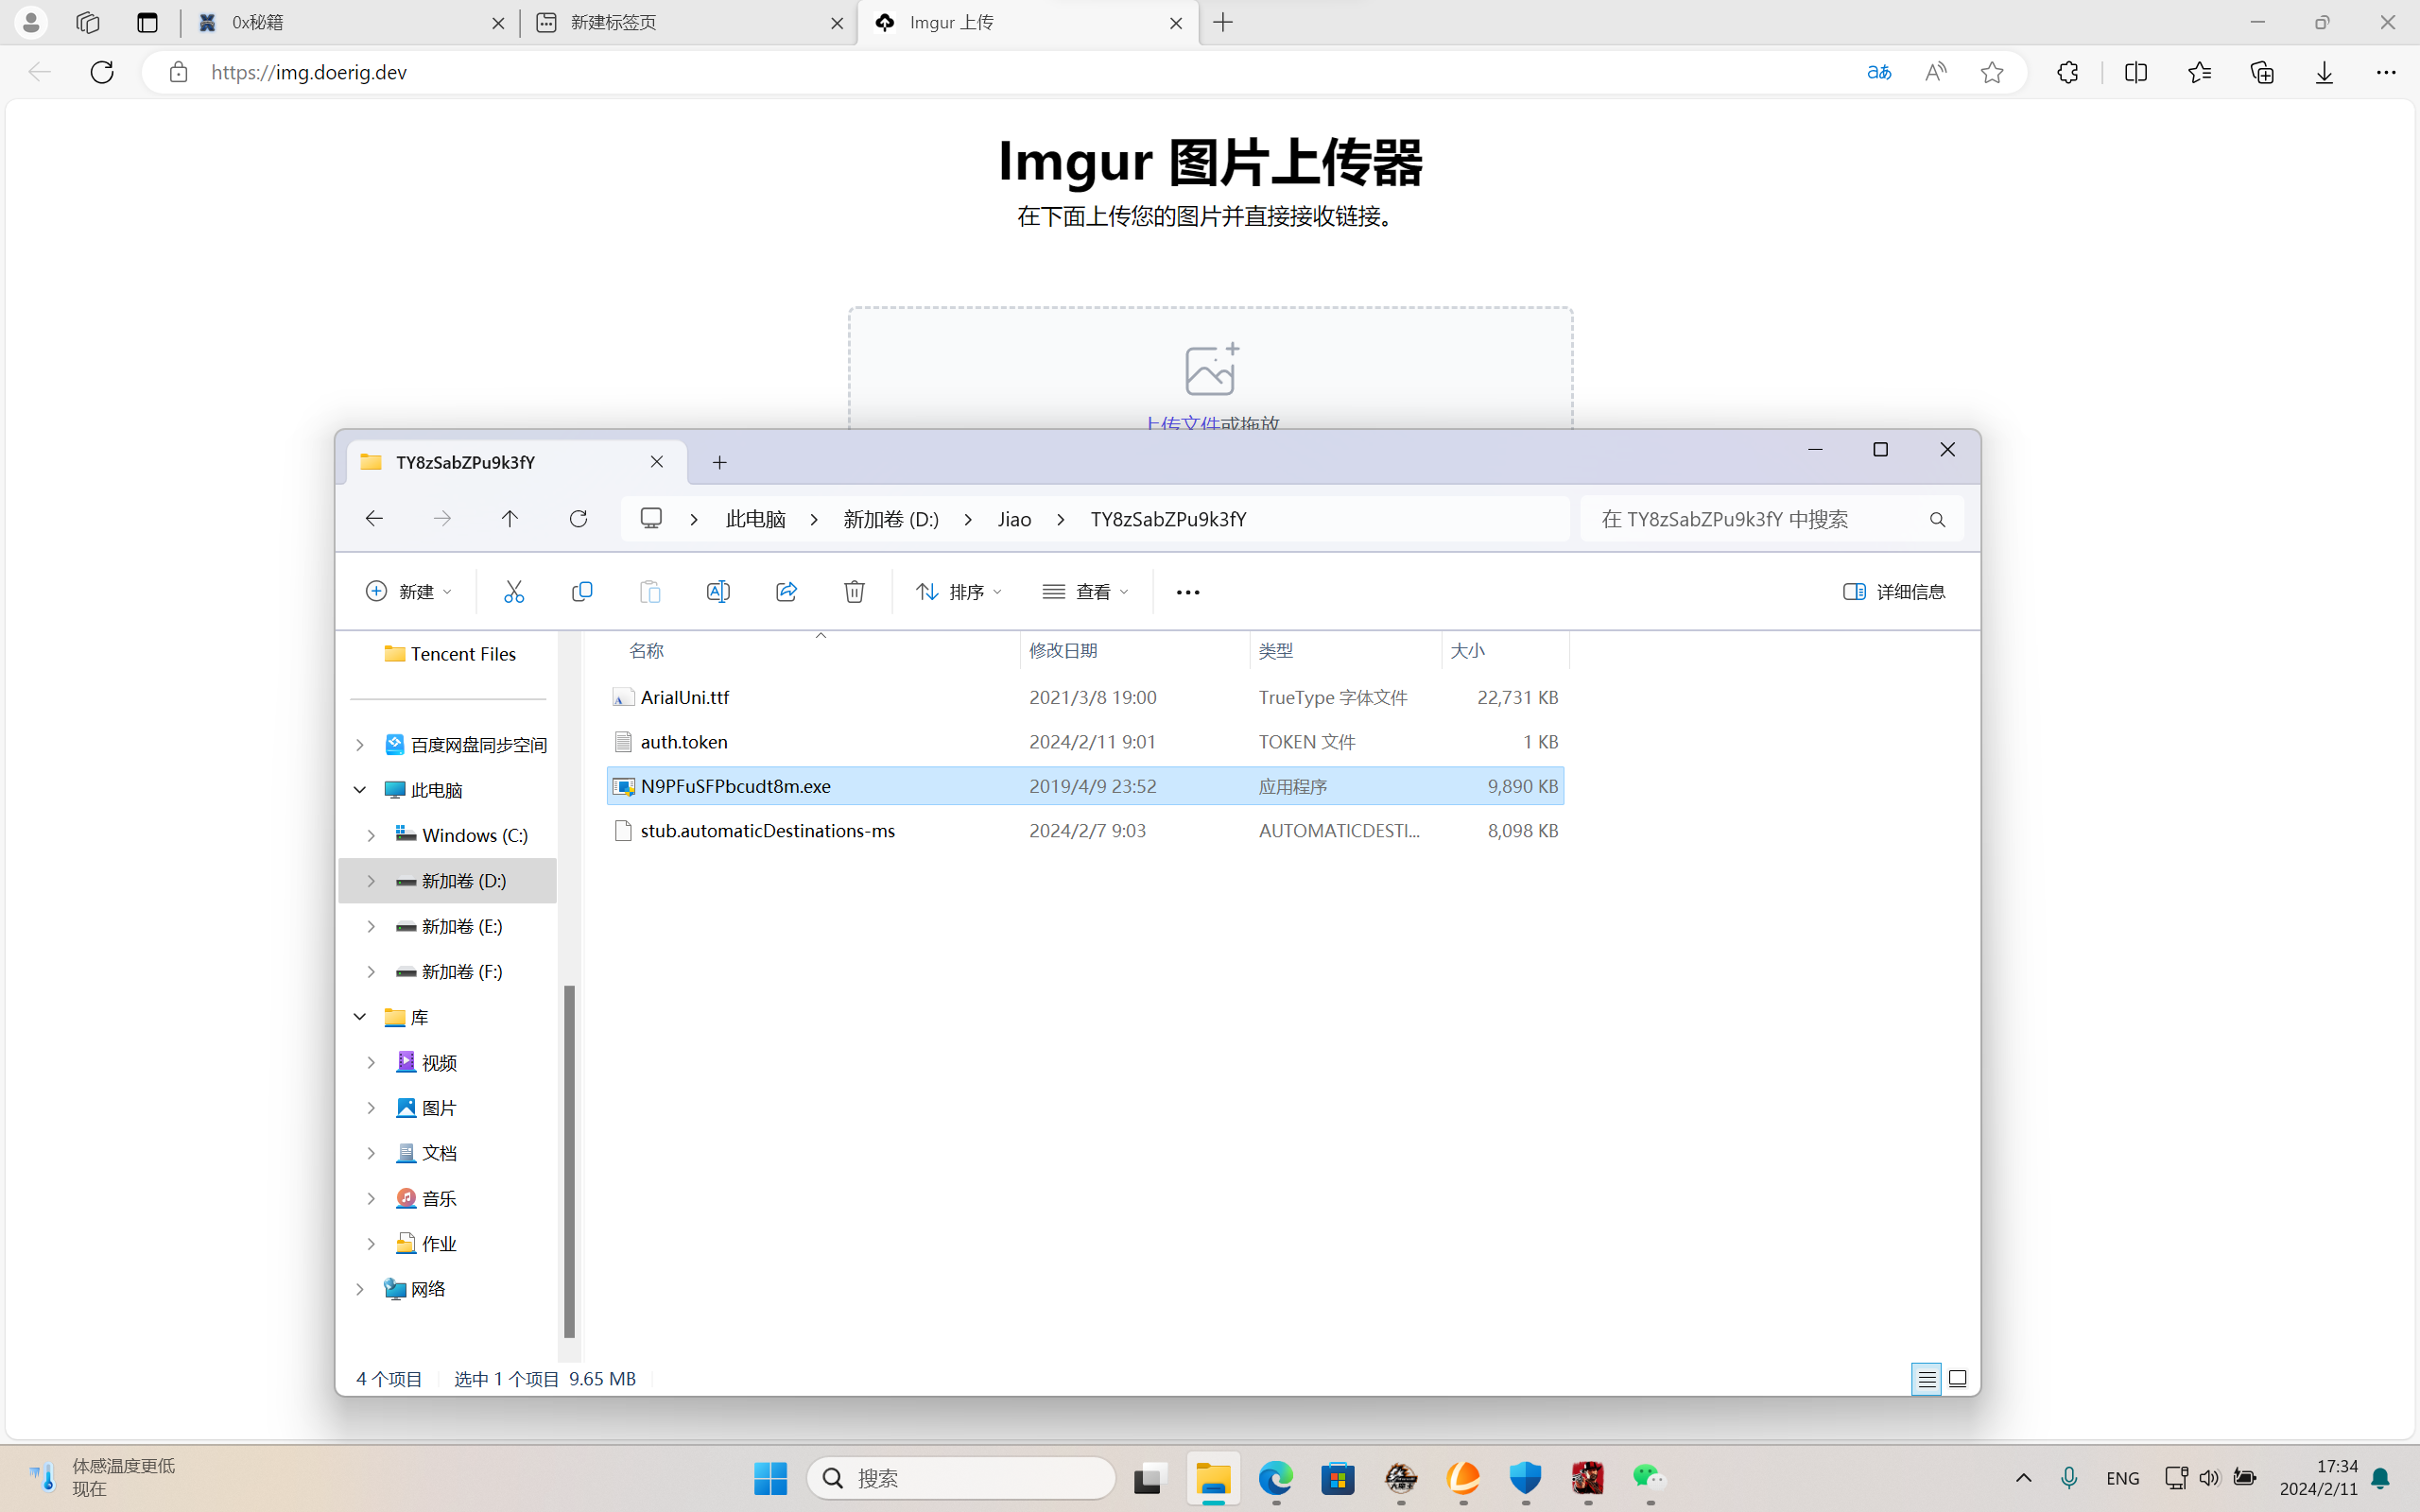 0x秘籍
新建标签页
Imgur 上传
https://img.doerig.dev
Imgur 图片上传器
在下面上传您的图片并直接接收链接。
上传文件或拖放
TY8zSabZPu9k3fY
此电脑 新加卷 (D:) Jiao TY8zSabZPu9k3fY
在 TY8zSabZPu9k3fY 中搜索
新建 排序 查看 详细信息
Tencent Files
百度网盘同步空间
此电脑
Windows (C:)
新加卷 (D:)
新加卷 (E:)
新加卷 (F:)
库
视频
图片
文档
音乐
作业
网络
名称 修改日期 类型 大小
ArialUni.ttf 2021/3/8 19:00 TrueType 字体文件 22,731 KB
auth.token 2024/2/11 9:01 TOKEN 文件 1 KB
N9PFuSFPbcudt8m.exe 2019/4/9 23:52 应用程序 9,890 KB
stub.automaticDestinations-ms 2024/2/7 9:03 AUTOMATICDESTI... 8,098 KB
4 个项目 选中 1 个项目 9.65 MB
体感温度更低
现在
搜索
ENG
17:34
2024/2/11